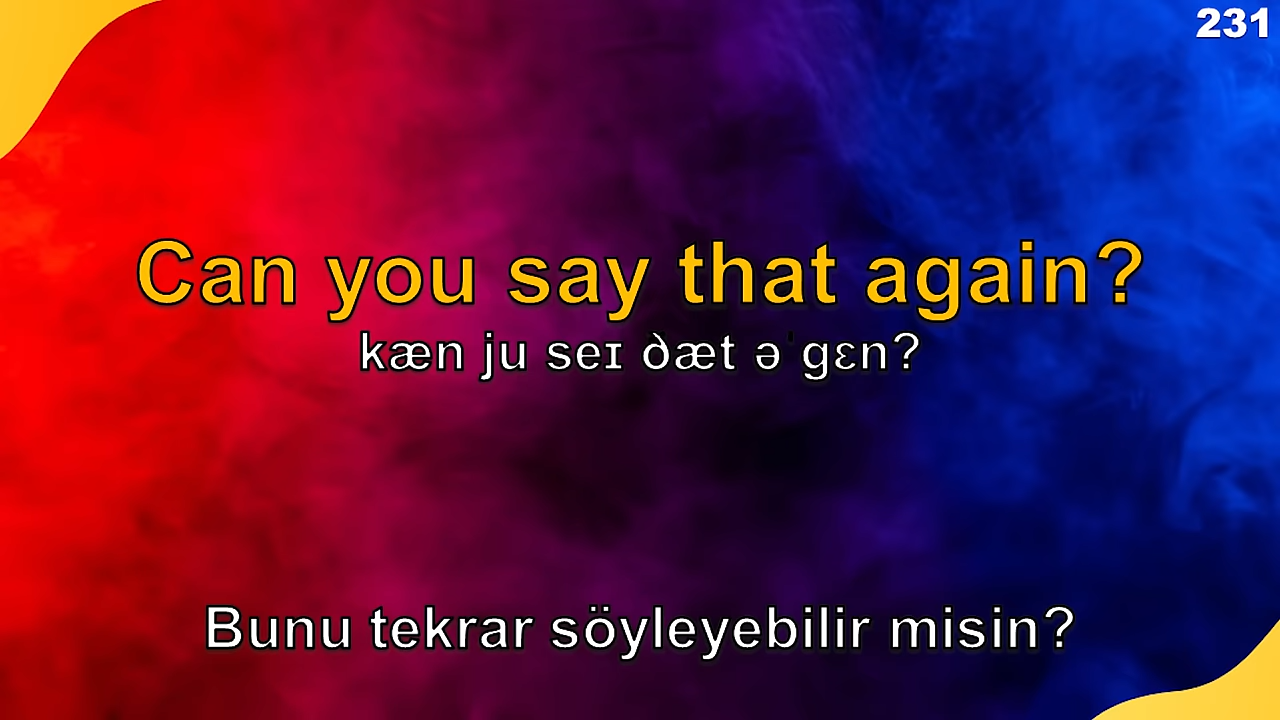 231
Can you say that again?
kæn ju seɪ ðæt əˈgɛn?
Bunu tekrar söyleyebilir misin?